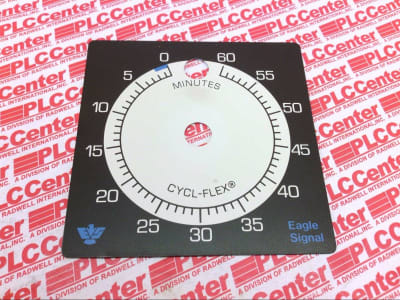 0 60
5 55
MINUTES
10 50
15 45
CYCL-FLEX®
20 40
25 30 35
Eagle
Signal
PLCCenter
A DIVISION OF RADWELL INTERNATIONAL, INC.